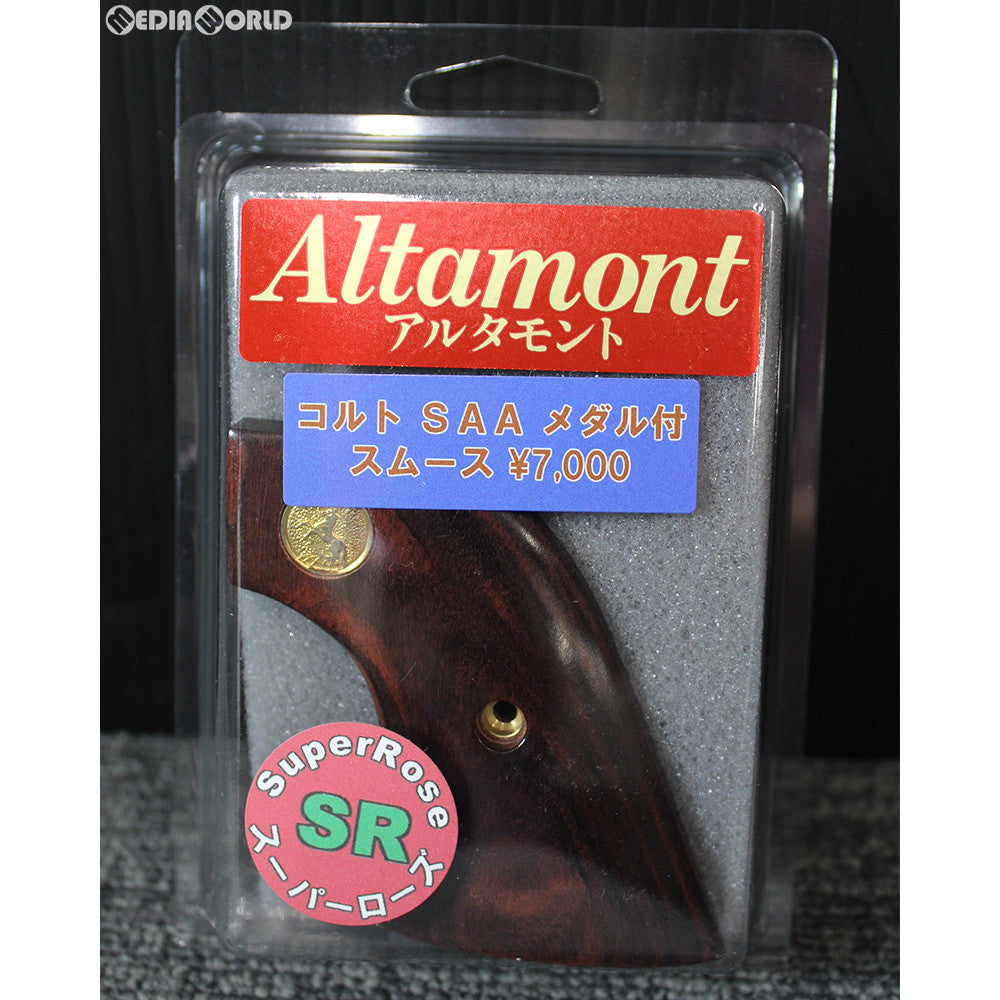 MEDIAWORLD
Altamont
アルタモント
コルト SAA メダル付
スムース ¥7,000
SuperRose
SR
スーパーローズ